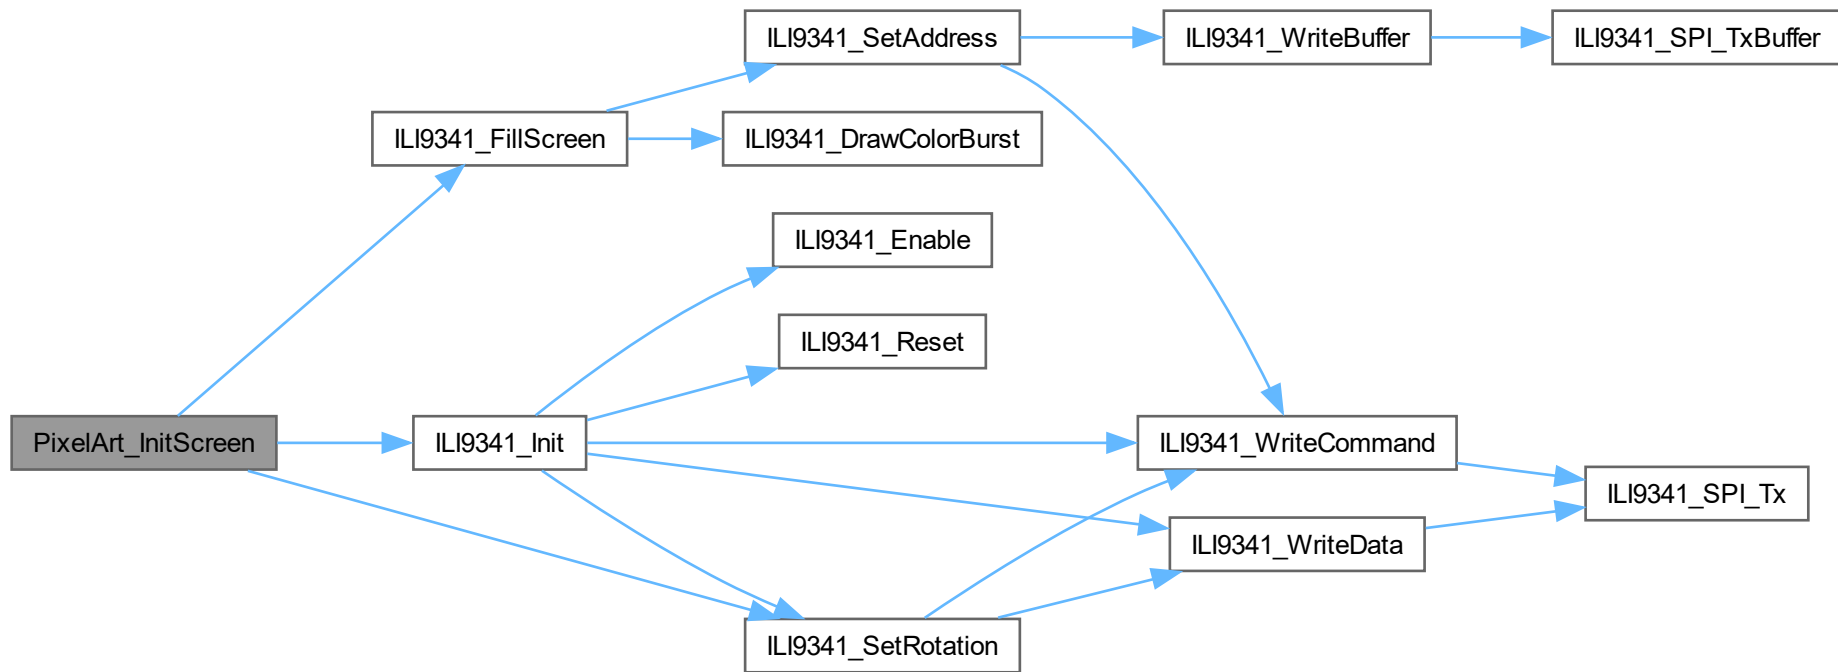 ILI9341_SetAddress
ILI9341_WriteBuffer
ILI9341_SPI_TxBuffer
ILI9341_FillScreen
ILI9341_DrawColorBurst
ILI9341_Enable
ILI9341_Reset
PixelArt_InitScreen
ILI9341_Init
ILI9341_WriteCommand
ILI9341_SPI_Tx
ILI9341_WriteData
ILI9341_SetRotation